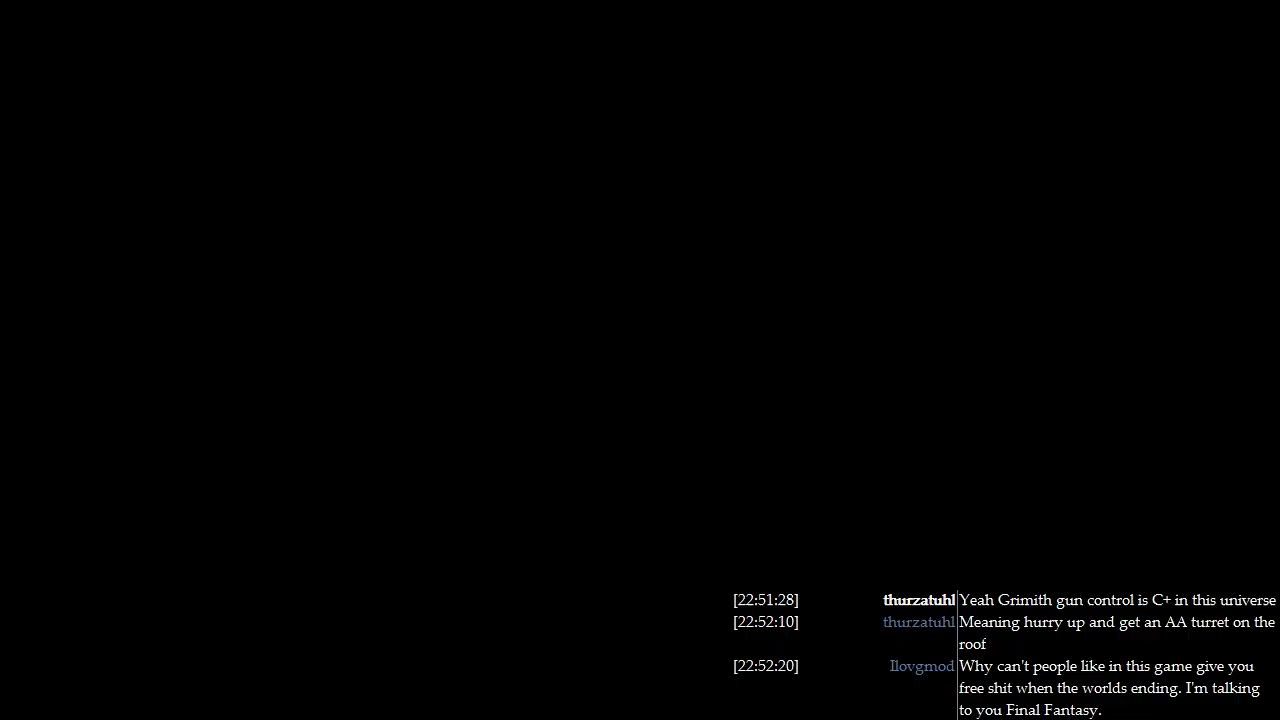 [22:51:28] thurzatuhl Yeah Grimith gun control is C+ in this universe
[22:52:10] thurzatuhl Meaning hurry up and get an AA turret on the
roof
[22:52:20] Ilovgmod Why can't people like in this game give you
free shit when the worlds ending. I'm talking
to you Final Fantasy.